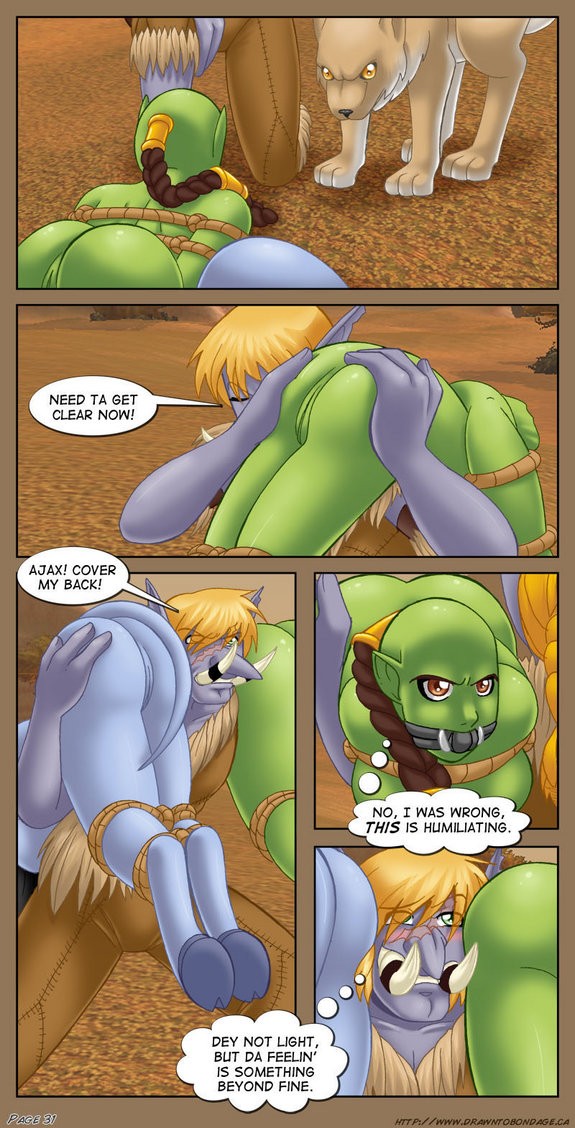 NEED TA GET
CLEAR NOW!
AJAX! COVER
MY BACK!
NO, I WAS WRONG,
THIS IS HUMILIATING.
DEY NOT LIGHT,
BUT DA FEELIN'
IS SOMETHING
BEYOND FINE.
PAGE 31
HTTP://WWW.DRAWNTOBONDAGE.CA